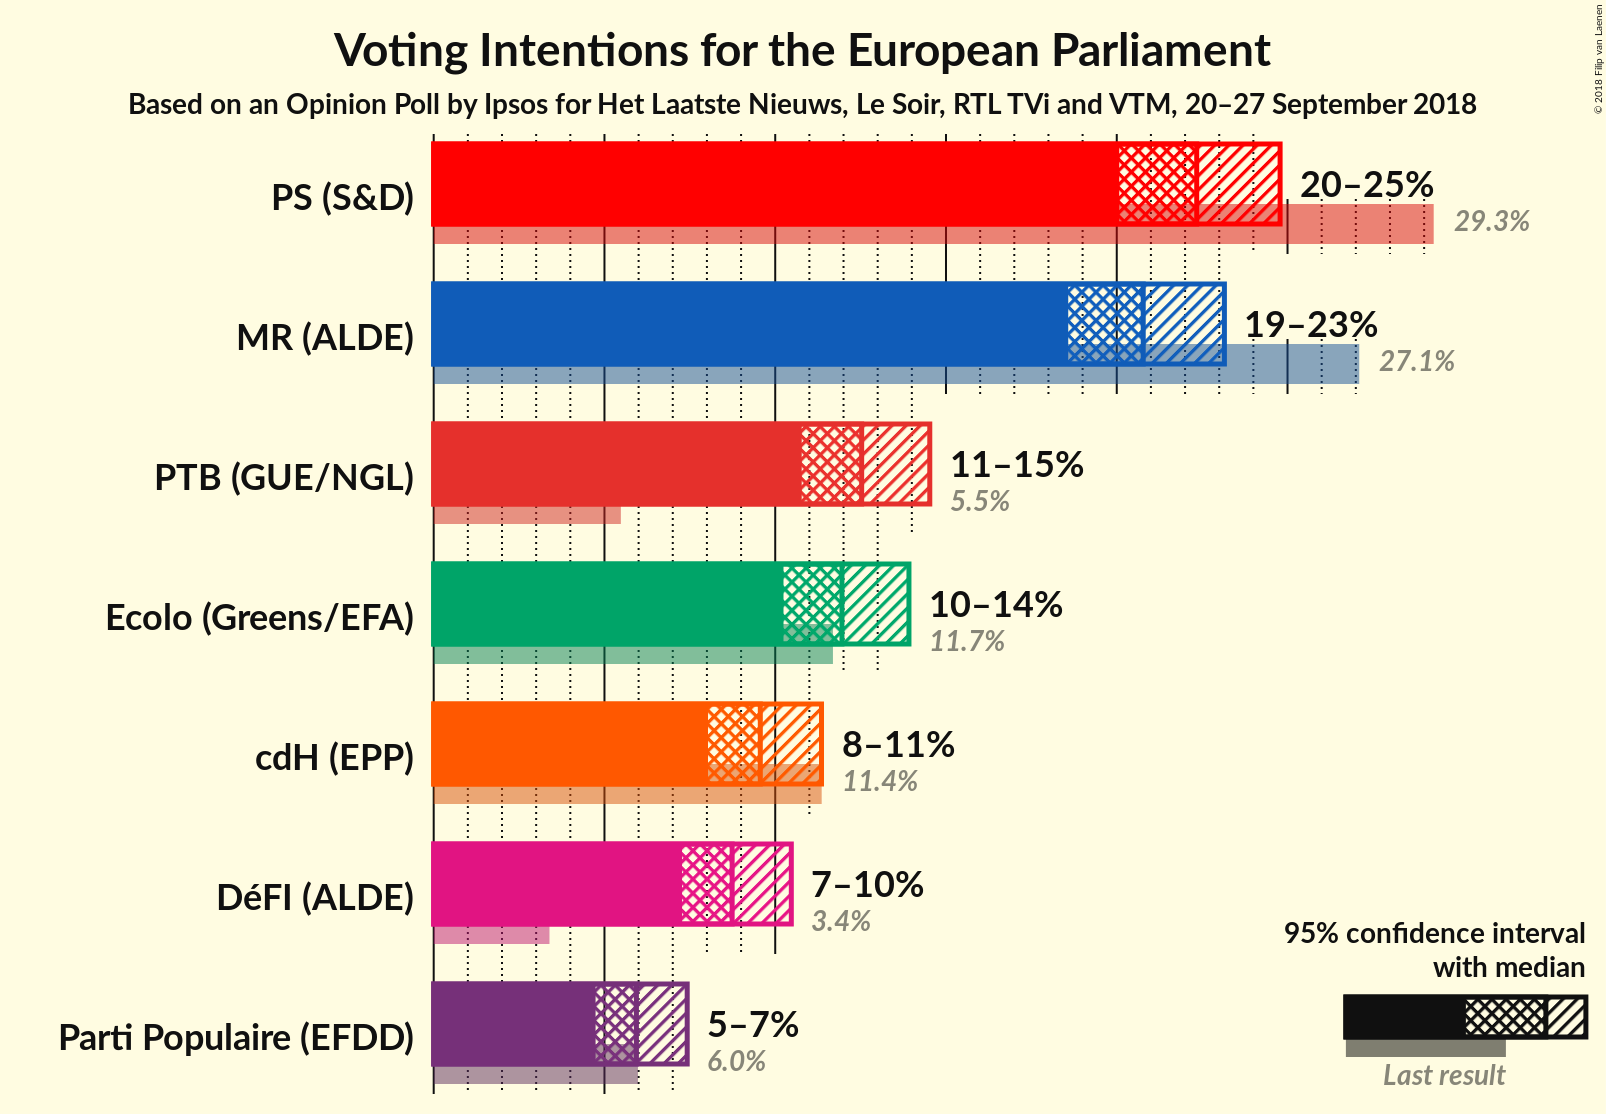 Voting Intentions for the European Parliament
Based on an Opinion Poll by Ipsos for Het Laatste Nieuws, Le Soir, RTL TVi and VTM, 20–27 September 2018
© 2018 Filip van Laenen
PS (S&D)
20–25%
29.3%
MR (ALDE)
19–23%
27.1%
PTB (GUE/NGL)
11–15%
5.5%
Ecolo (Greens/EFA)
10–14%
11.7%
cdH (EPP)
8–11%
11.4%
DéFI (ALDE)
7–10%
3.4%
Parti Populaire (EFDD)
5–7%
6.0%
95% confidence interval
with median
Last result